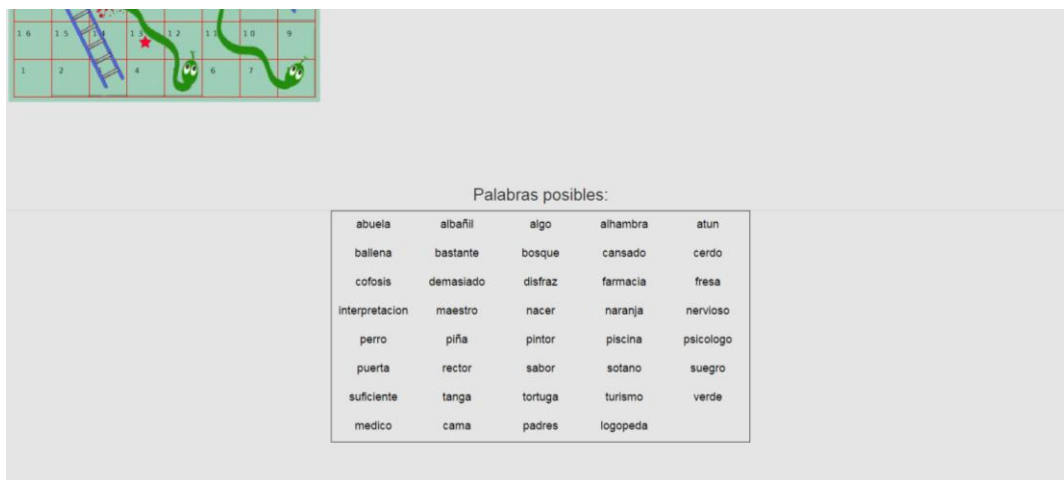 16 15 14 13 12 11 10 9
1 2 4 6 7
Palabras posibles:
abuela albañil algo alhambra atun
ballena bastante bosque cansado cerdo
cofosis demasiado disfraz farmacia fresa
interpretacion maestro nacer naranja nervioso
perro piña pintor piscina psicologo
puerta rector sabor sotano suegro
suficiente tanga tortuga turismo verde
medico cama padres logopeda